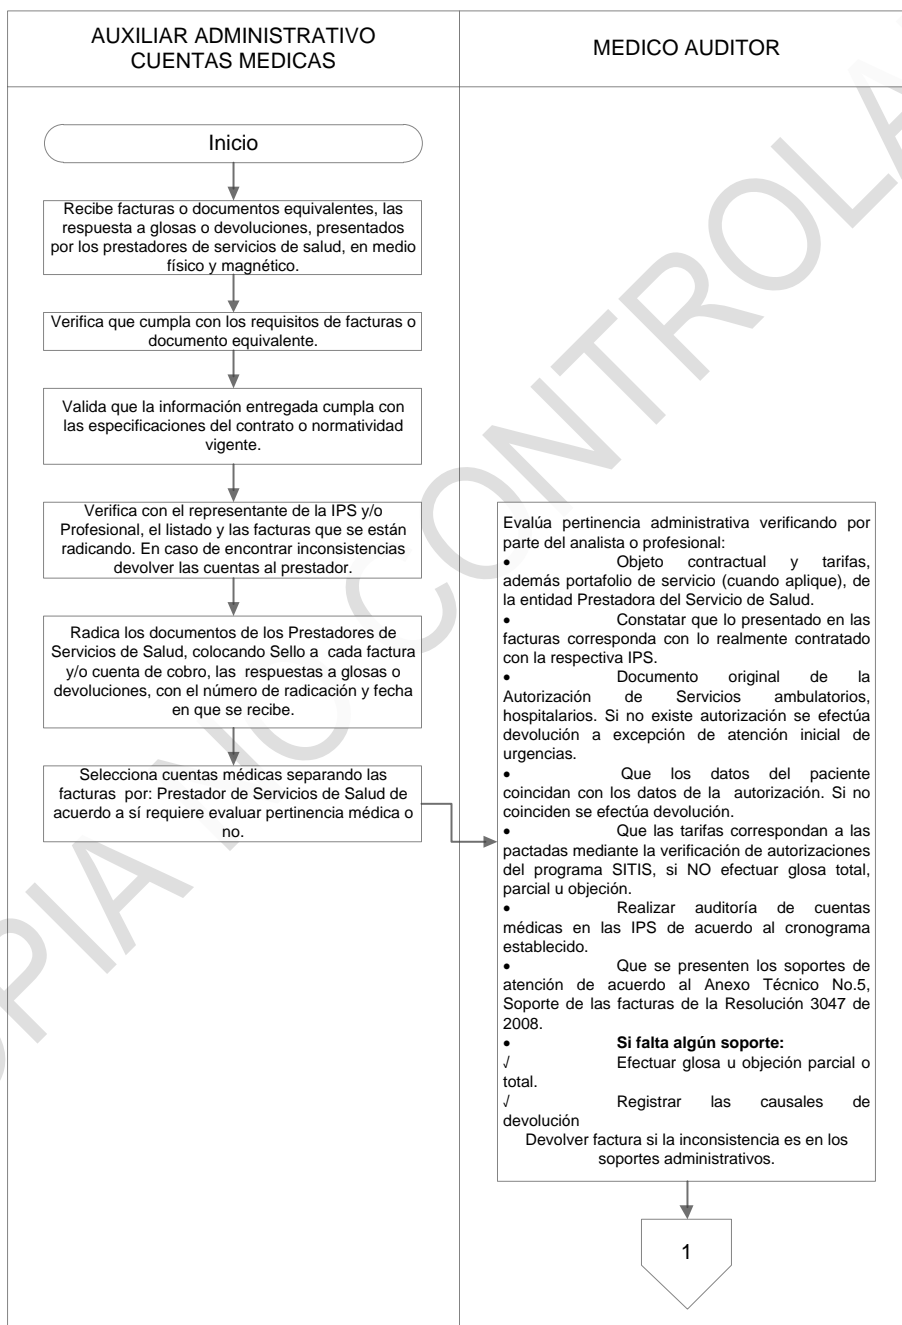 AUXILIAR ADMINISTRATIVO
CUENTAS MEDICAS
MEDICO AUDITOR
Inicio
Recibe facturas o documentos equivalentes, las
respuesta a glosas o devoluciones, presentados
por los prestadores de servicios de salud, en medio
físico y magnético.
Verifica que cumpla con los requisitos de facturas o
documento equivalente.
Valida que la información entregada cumpla con
las especificaciones del contrato o normatividad
vigente.
Verifica con el representante de la IPS y/o
Profesional, el listado y las facturas que se están
radicando. En caso de encontrar inconsistencias
devolver las cuentas al prestador.
Radica los documentos de los Prestadores de
Servicios de Salud, colocando Sello a cada factura
y/o cuenta de cobro, las respuestas a glosas o
devoluciones, con el número de radicación y fecha
en que se recibe.
Selecciona cuentas médicas separando las
facturas por: Prestador de Servicios de Salud de
acuerdo a sí requiere evaluar pertinencia médica o
no.
Evalúa pertinencia administrativa verificando por
parte del analista o profesional:
• Objeto contractual y tarifas,
además portafolio de servicio (cuando aplique), de
la entidad Prestadora del Servicio de Salud.
• Constatar que lo presentado en las
facturas corresponda con lo realmente contratado
con la respectiva IPS.
• Documento original de la
Autorización de Servicios ambulatorios,
hospitalarios. Si no existe autorización se efectúa
devolución a excepción de atención inicial de
urgencias.
• Que los datos del paciente
coincidan con los datos de la autorización. Si no
coinciden se efectúa devolución.
• Que las tarifas correspondan a las
pactadas mediante la verificación de autorizaciones
del programa SITIS, si NO efectuar glosa total,
parcial u objeción.
• Realizar auditoría de cuentas
médicas en las IPS de acuerdo al cronograma
establecido.
• Que se presenten los soportes de
atención de acuerdo al Anexo Técnico No.5,
Soporte de las facturas de la Resolución 3047 de
2008.
• Si falta algún soporte:
√ Efectuar glosa u objeción parcial o
total.
√ Registrar las causales de
devolución
Devolver factura si la inconsistencia es en los
soportes administrativos.
1
OPIA NO CONTROLA